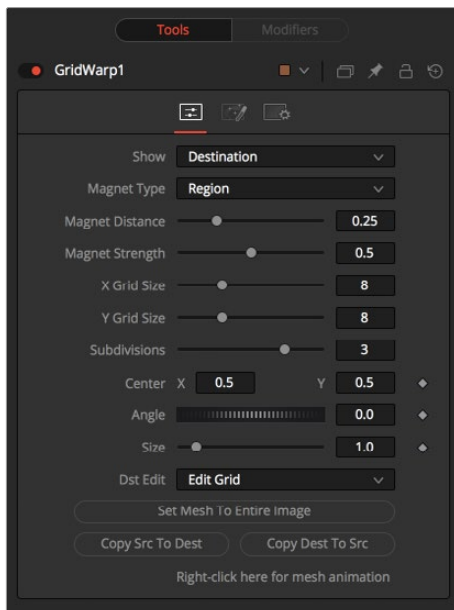 Tools Modifiers
GridWarp1
Show Destination
Magnet Type Region
Magnet Distance 0.25
Magnet Strength 0.5
X Grid Size 8
Y Grid Size 8
Subdivisions 3
Center X 0.5 Y 0.5
Angle 0.0
Size 1.0
Dst Edit Edit Grid
Set Mesh To Entire Image
Copy Src To Dest Copy Dest To Src
Right-click here for mesh animation